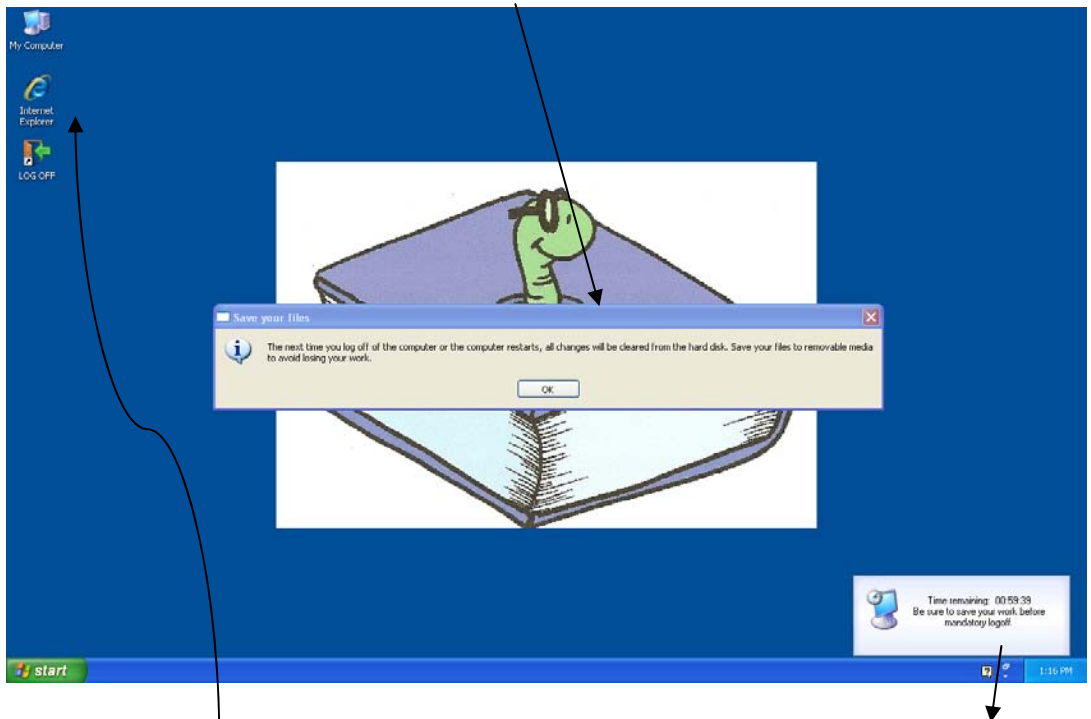 My Computer
Internet
Explorer
LOG OFF
Save your files
The next time you log off of the computer or the computer restarts, all changes will be cleared from the hard disk. Save your files to removable media
to avoid losing your work.
OK
Time remaining: 00:59:39
Be sure to save your work before
mandatory logoff.
start
1:16 PM